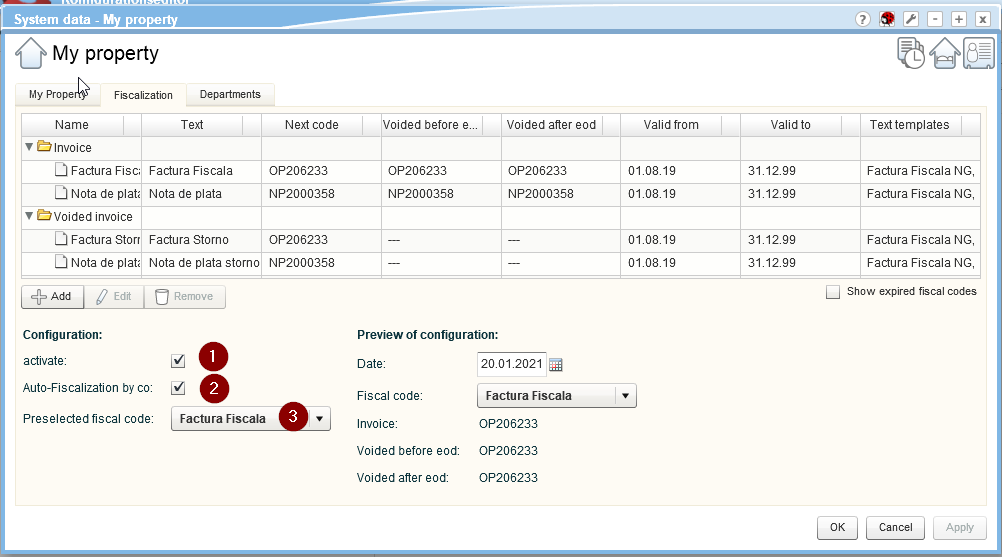 Konfigurationseditor
System data - My property
My property
My Property Fiscalization Departments
Name Text Next code Voided before e... Voided after eod Valid from Valid to Text templates
Invoice
Factura Fisca Factura Fiscala OP206233 OP206233 OP206233 01.08.19 31.12.99 Factura Fiscala NG,
Nota de plata Nota de plata NP2000358 NP2000358 NP2000358 01.08.19 31.12.99 Factura Fiscala NG,
Voided invoice
Factura Storn Factura Storno OP206233 --- --- 01.08.19 31.12.99 Factura Fiscala NG,
Nota de plata Nota de plata storno NP2000358 --- --- 01.08.19 31.12.99 Factura Fiscala NG,
Add Edit Remove Show expired fiscal codes
Configuration:
activate: 1
Auto-Fiscalization by co: 2
Preselected fiscal code: Factura Fiscala 3
Preview of configuration:
Date: 20.01.2021
Fiscal code: Factura Fiscala
Invoice: OP206233
Voided before eod: OP206233
Voided after eod: OP206233
OK Cancel Apply